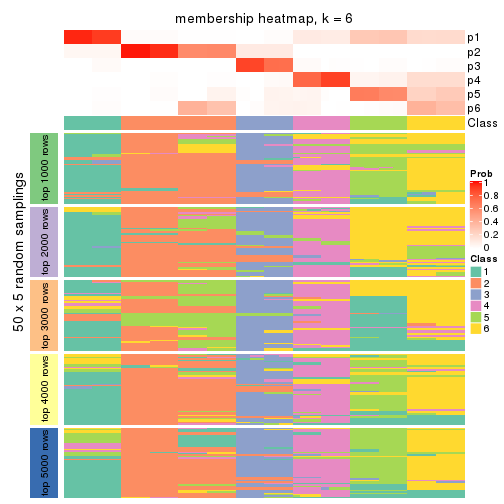 membership heatmap, k = 6
p1
p2
p3
p4
p5
p6
Class
50 x 5 random samplings
top 1000 rows
top 2000 rows
top 3000 rows
top 4000 rows
top 5000 rows
Prob
1
0.8
0.6
0.4
0.2
0
Class
1
2
3
4
5
6